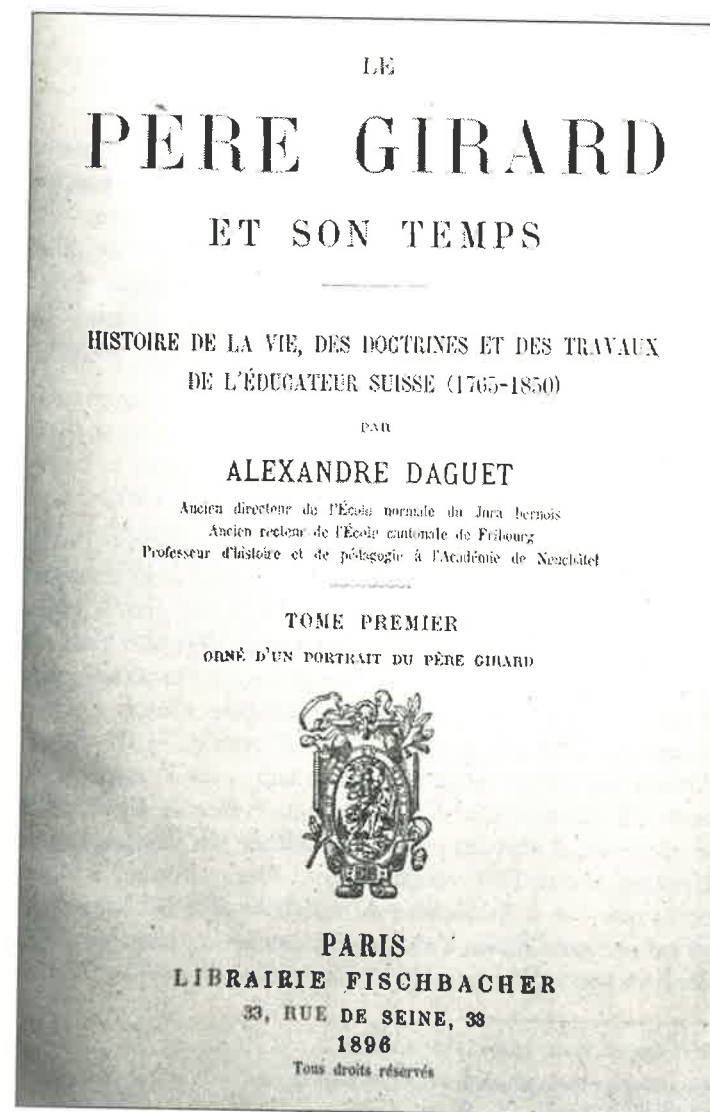 LE
PÈRE GIRARD
ET SON TEMPS
HISTOIRE DE LA VIE, DES DOCTRINES ET DES TRAVAUX
DE L'ÉDUCATEUR SUISSE (1765-1850)
PAR
ALEXANDRE DAGUET
Ancien directeur de l'École normale du Jura bernois
Ancien recteur de l'École cantonale de Fribourg
Professeur d'histoire et de pédagogie à l'Académie de Neuchâtel
TOME PREMIER
ORNÉ D'UN PORTRAIT DU PÈRE GIRARD
PARIS
LIBRAIRIE FISCHBACHER
33, RUE DE SEINE, 33
1896
Tous droits réservés